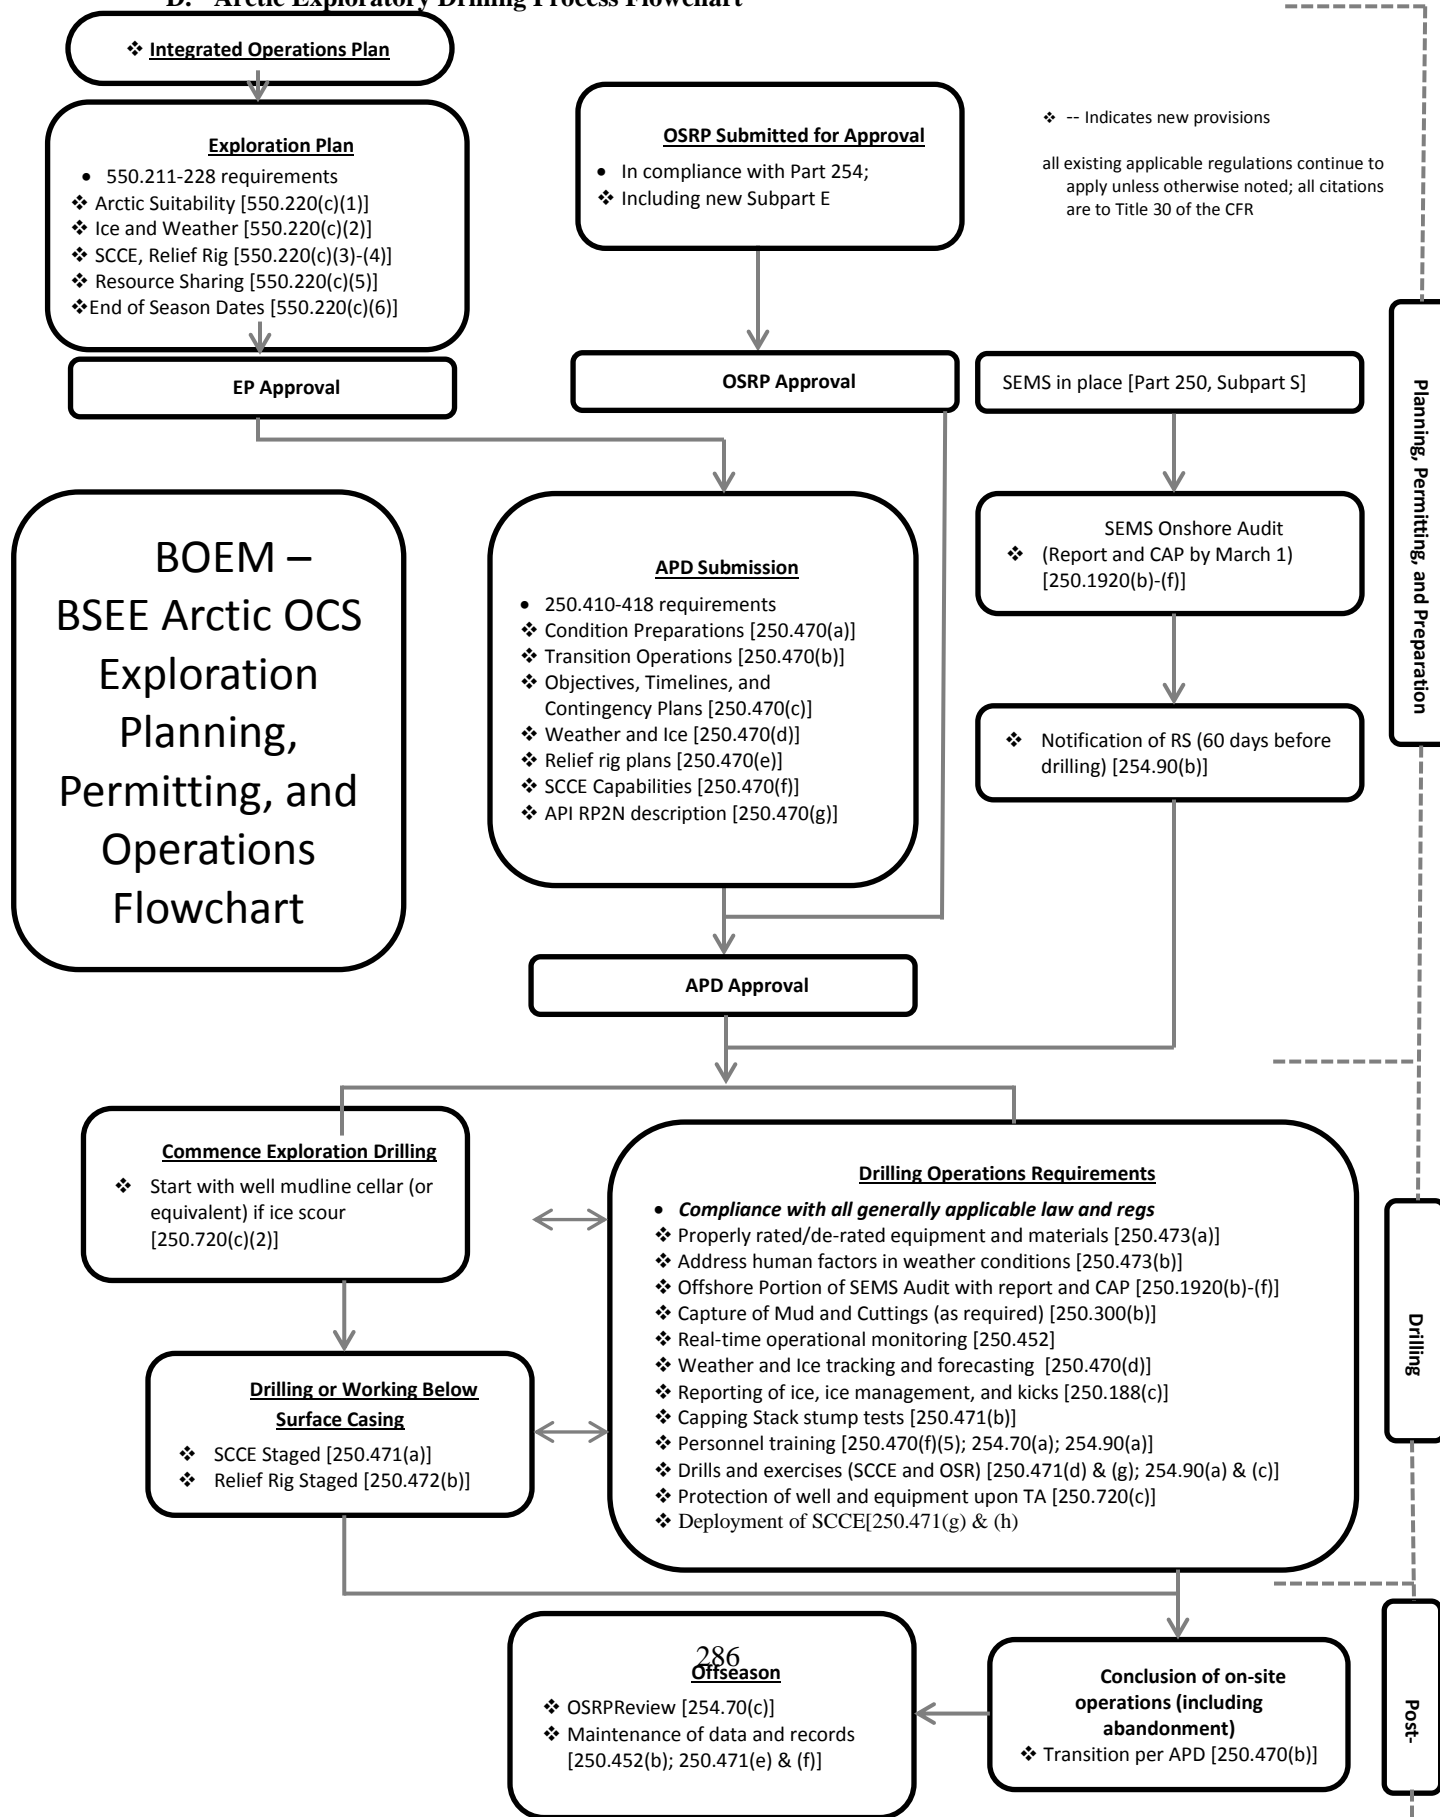 D. Arctic Exploratory Drilling Process Flowchart
❖ Integrated Operations Plan
Exploration Plan
• 550.211-228 requirements
❖ Arctic Suitability [550.220(c)(1)]
❖ Ice and Weather [550.220(c)(2)]
❖ SCCE, Relief Rig [550.220(c)(3)-(4)]
❖ Resource Sharing [550.220(c)(5)]
❖End of Season Dates [550.220(c)(6)]
EP Approval
OSRP Submitted for Approval
• In compliance with Part 254;
❖ Including new Subpart E
OSRP Approval
❖ -- Indicates new provisions
all existing applicable regulations continue to
apply unless otherwise noted; all citations
are to Title 30 of the CFR
SEMS in place [Part 250, Subpart S]
SEMS Onshore Audit
❖ (Report and CAP by March 1)
[250.1920(b)-(f)]
❖ Notification of RS (60 days before
drilling) [254.90(b)]
Planning, Permitting, and Preparation
BOEM –
BSEE Arctic OCS
Exploration
Planning,
Permitting, and
Operations
Flowchart
APD Submission
• 250.410-418 requirements
❖ Condition Preparations [250.470(a)]
❖ Transition Operations [250.470(b)]
❖ Objectives, Timelines, and
Contingency Plans [250.470(c)]
❖ Weather and Ice [250.470(d)]
❖ Relief rig plans [250.470(e)]
❖ SCCE Capabilities [250.470(f)]
❖ API RP2N description [250.470(g)]
APD Approval
Commence Exploration Drilling
❖ Start with well mudline cellar (or
equivalent) if ice scour
[250.720(c)(2)]
Drilling or Working Below
Surface Casing
❖ SCCE Staged [250.471(a)]
❖ Relief Rig Staged [250.472(b)]
Drilling Operations Requirements
• Compliance with all generally applicable law and regs
❖ Properly rated/de-rated equipment and materials [250.473(a)]
❖ Address human factors in weather conditions [250.473(b)]
❖ Offshore Portion of SEMS Audit with report and CAP [250.1920(b)-(f)]
❖ Capture of Mud and Cuttings (as required) [250.300(b)]
❖ Real-time operational monitoring [250.452]
❖ Weather and Ice tracking and forecasting [250.470(d)]
❖ Reporting of ice, ice management, and kicks [250.188(c)]
❖ Capping Stack stump tests [250.471(b)]
❖ Personnel training [250.470(f)(5); 254.70(a); 254.90(a)]
❖ Drills and exercises (SCCE and OSR) [250.471(d) & (g); 254.90(a) & (c)]
❖ Protection of well and equipment upon TA [250.720(c)]
❖ Deployment of SCCE[250.471(g) & (h)
Drilling
286
Offseason
❖ OSRPReview [254.70(c)]
❖ Maintenance of data and records
[250.452(b); 250.471(e) & (f)]
Conclusion of on-site
operations (including
abandonment)
❖ Transition per APD [250.470(b)]
Post-